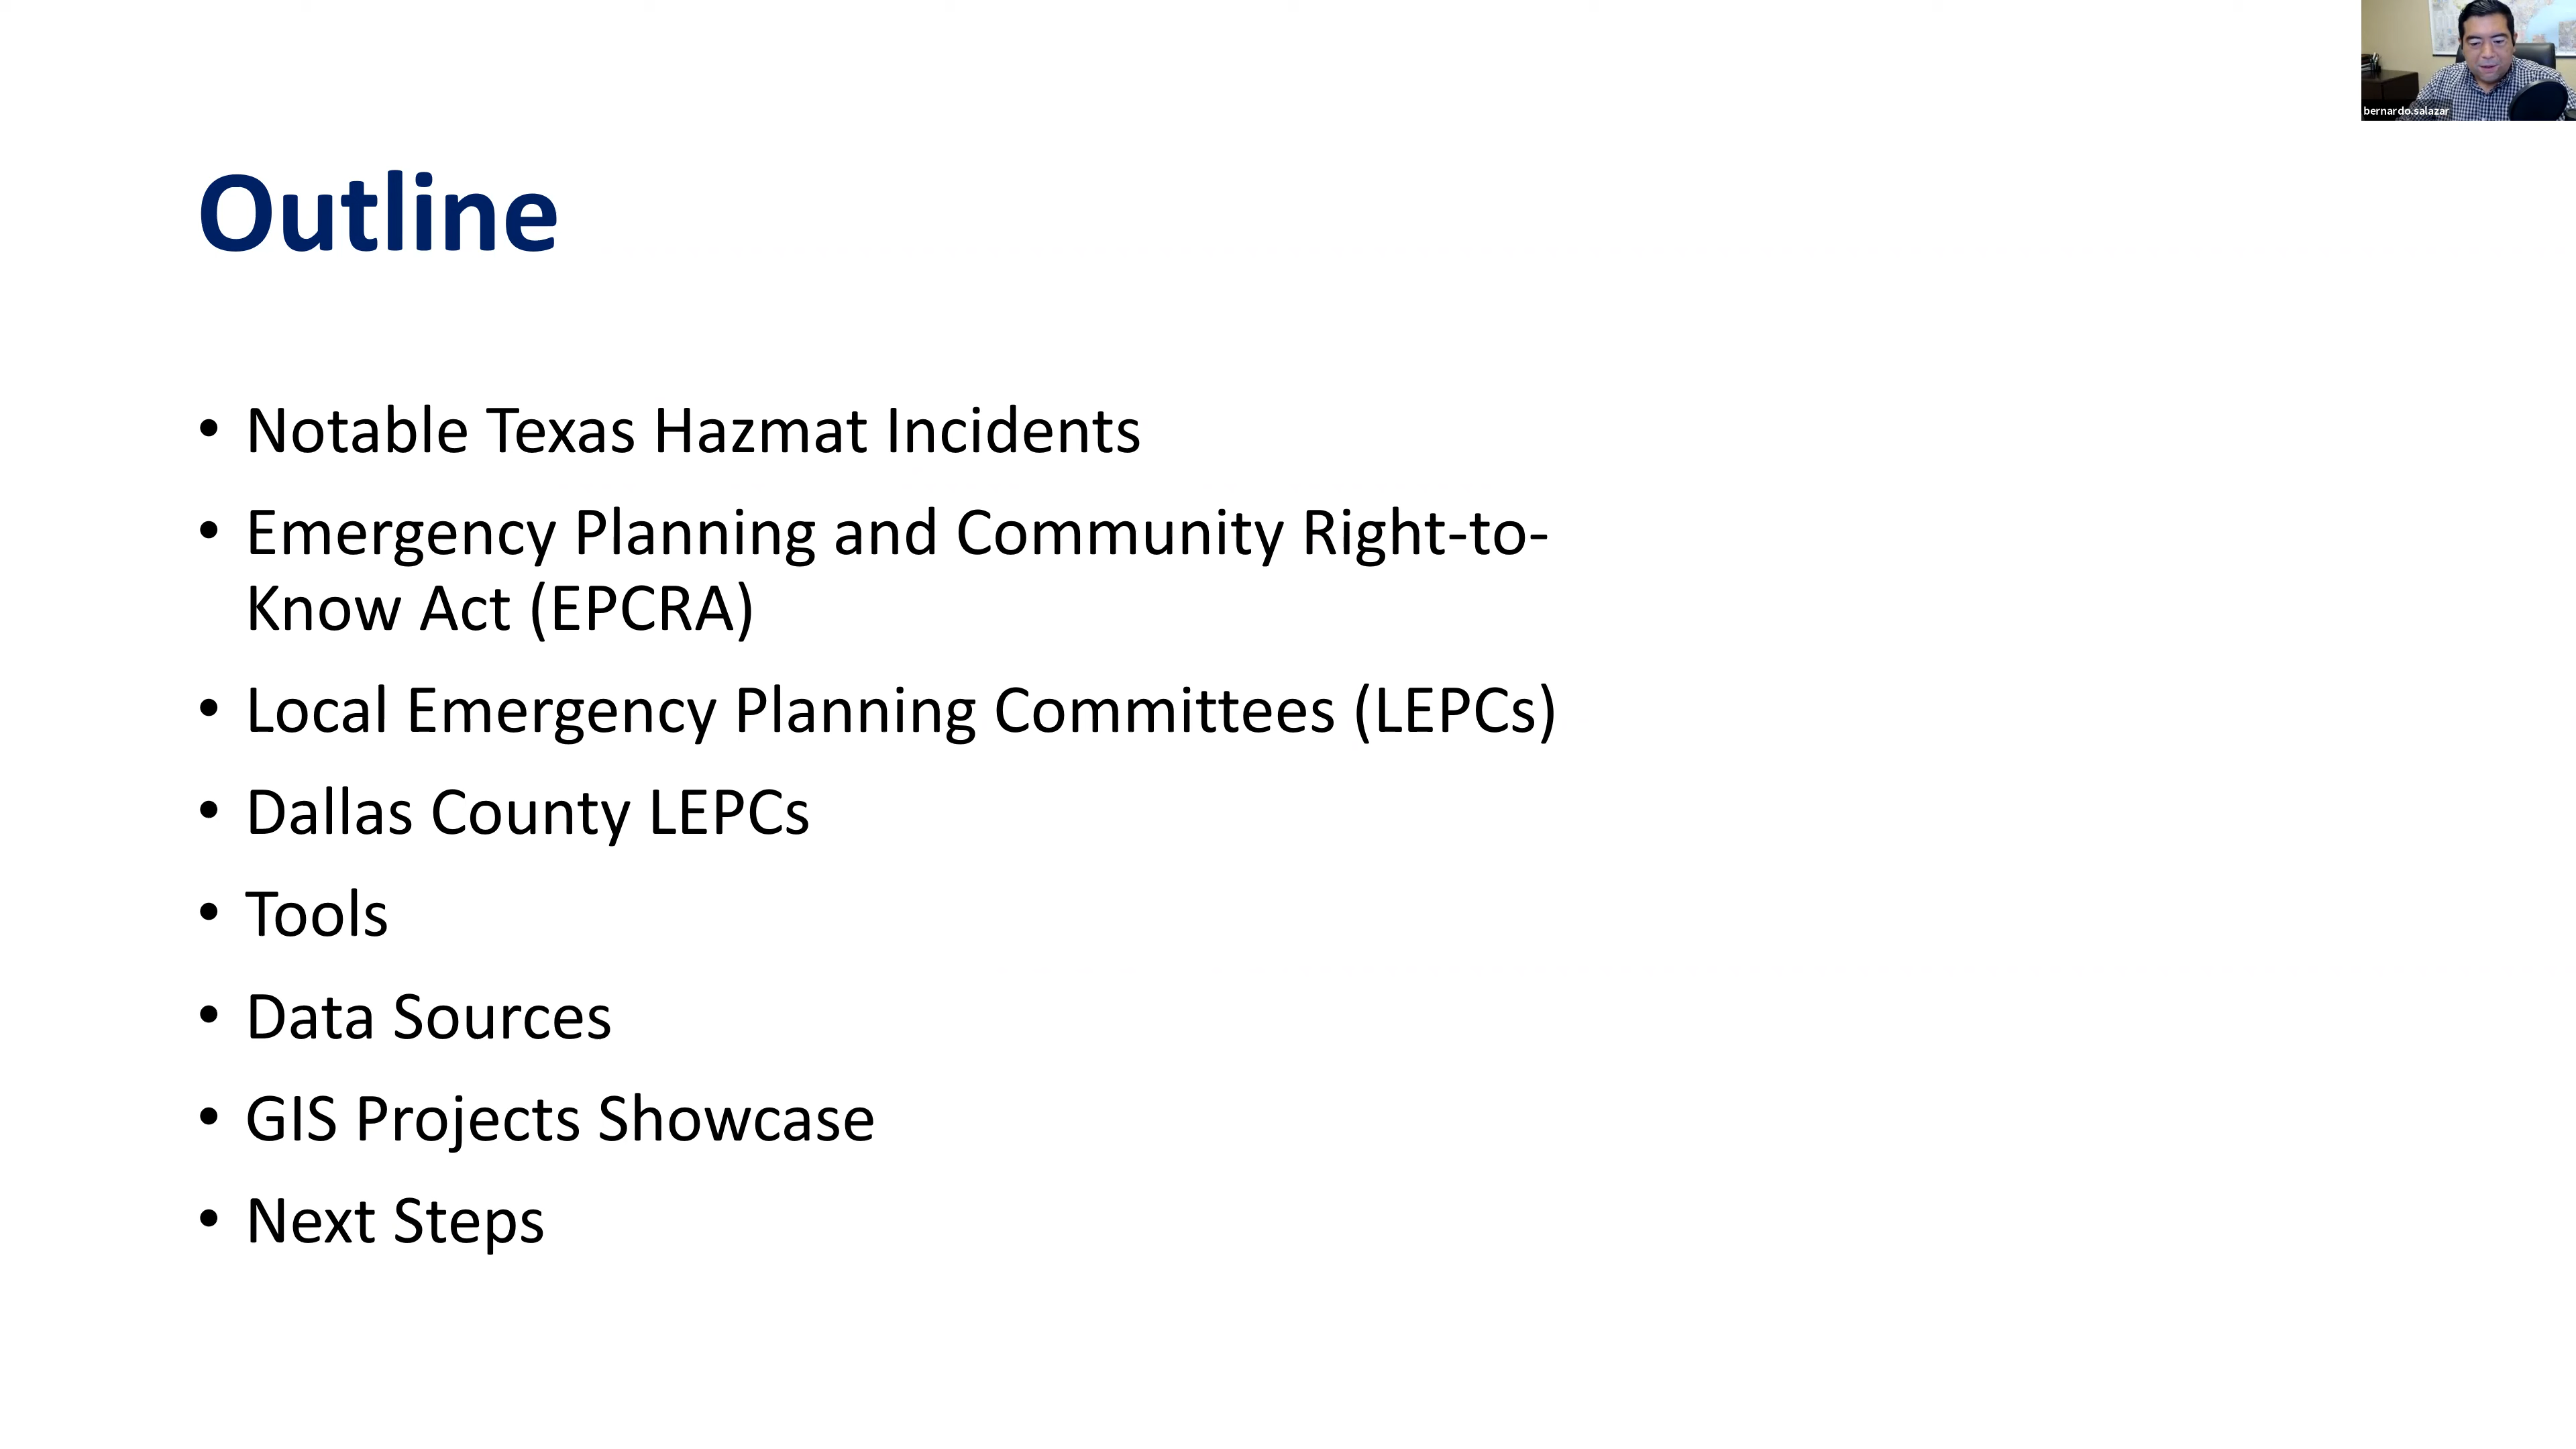 bernardo.salazar
Outline
• Notable Texas Hazmat Incidents
• Emergency Planning and Community Right-to-
Know Act (EPCRA)
• Local Emergency Planning Committees (LEPCs)
• Dallas County LEPCs
• Tools
• Data Sources
• GIS Projects Showcase
• Next Steps